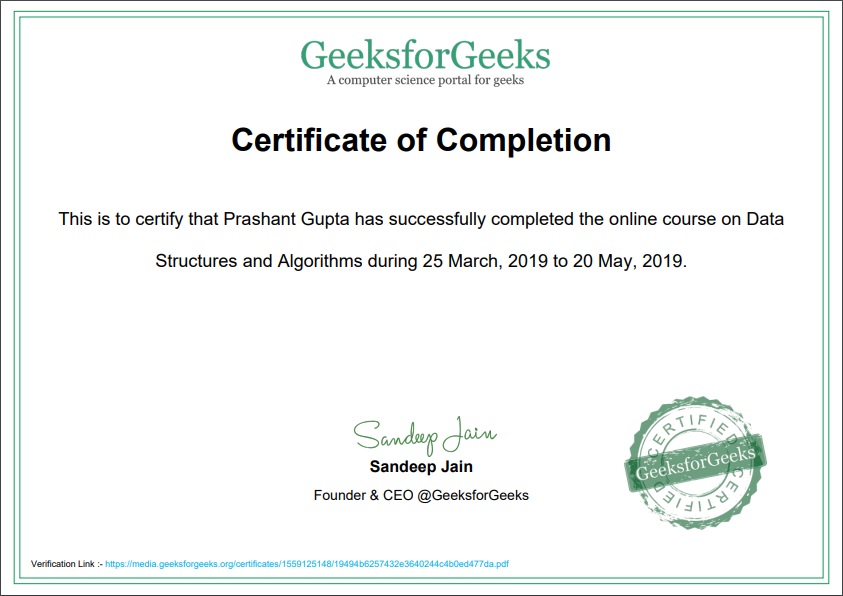 GeeksforGeeks
A computer science portal for geeks
Certificate of Completion
This is to certify that Prashant Gupta has successfully completed the online course on Data
Structures and Algorithms during 25 March, 2019 to 20 May, 2019.
Sandeep Jain
Sandeep Jain
Founder & CEO @GeeksforGeeks
CERTIFIED
GeeksforGeeks
CERTIFIED
Verification Link :- https://media.geeksforgeeks.org/certificates/1559125148/19494b6257432e3640244c4b0ed477da.pdf